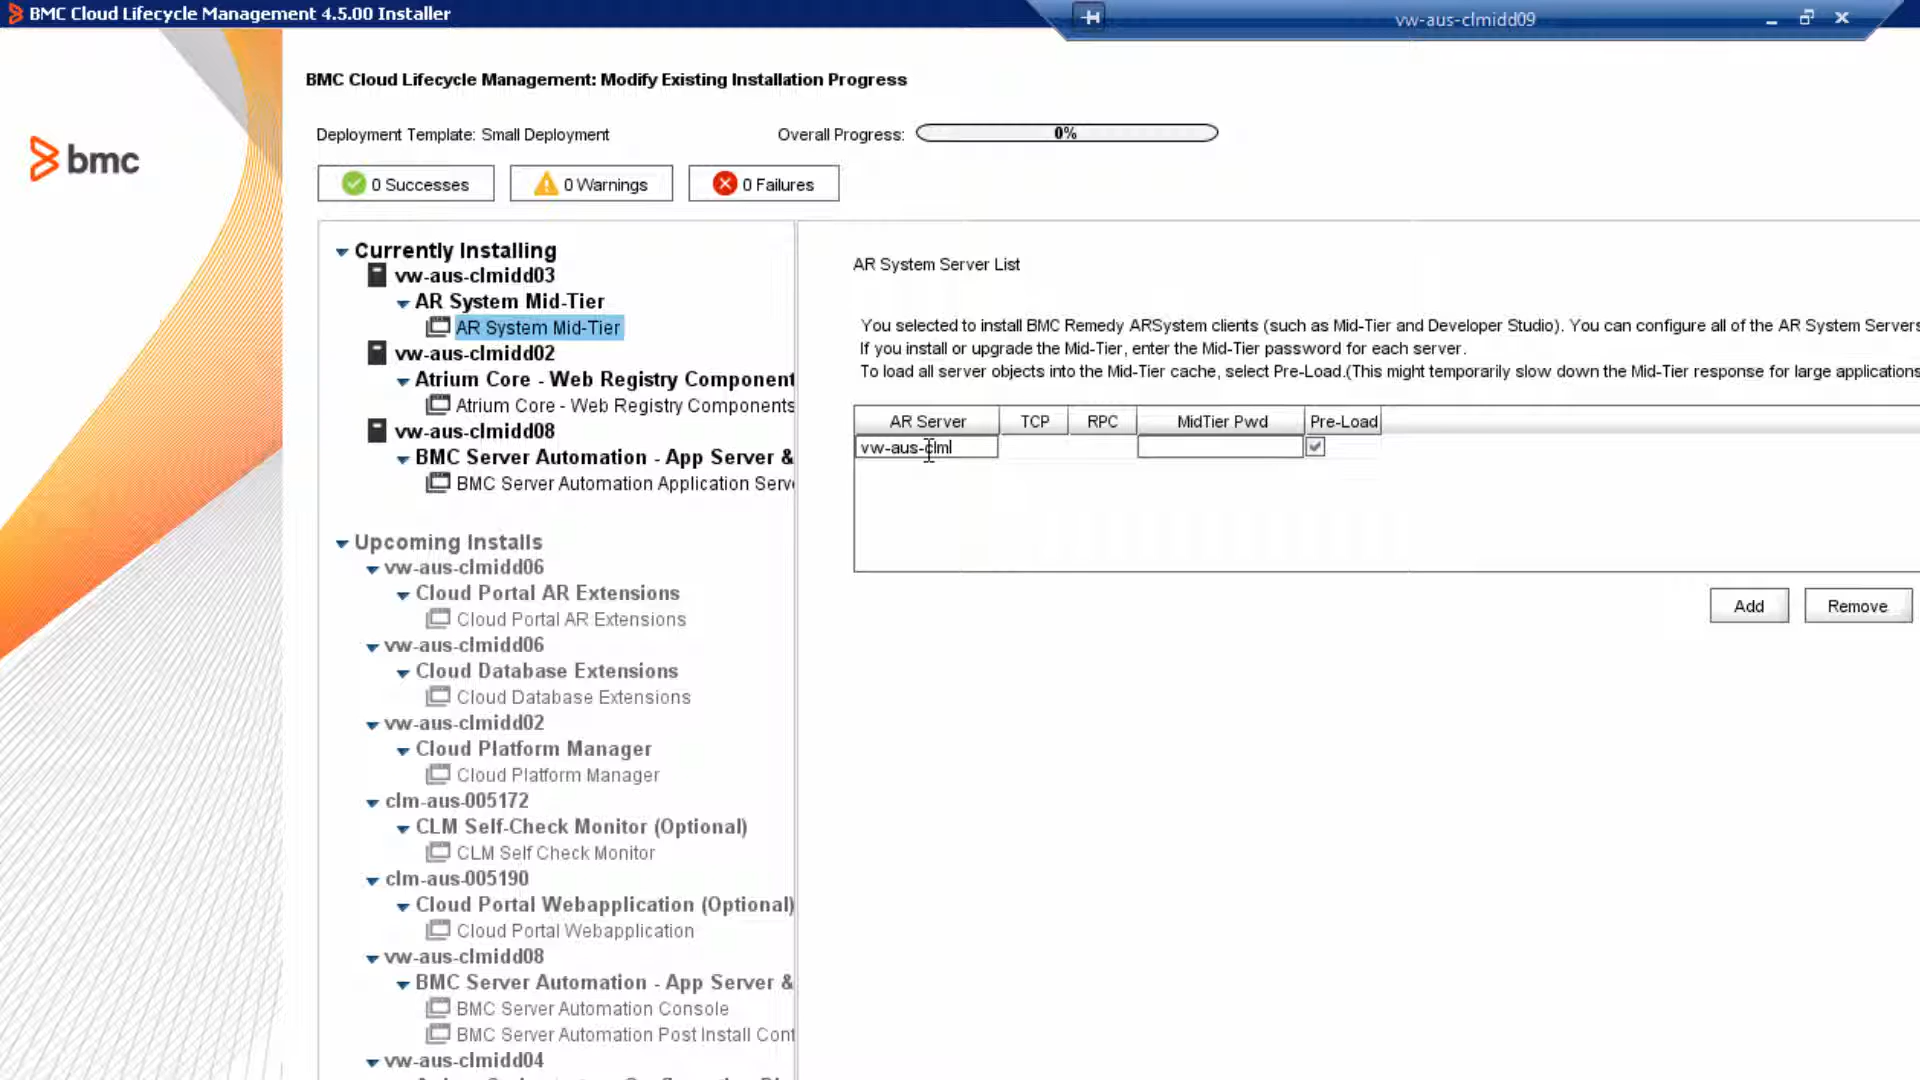 BMC Cloud Lifecycle Management 4.5.00 Installer
vw-aus-clmidd09
bmc
BMC Cloud Lifecycle Management: Modify Existing Installation Progress
Deployment Template: Small Deployment
Overall Progress: 0%
0 Successes
0 Warnings
0 Failures
Currently Installing
vw-aus-clmidd03
AR System Mid-Tier
AR System Mid-Tier
vw-aus-clmidd02
Atrium Core - Web Registry Component
Atrium Core - Web Registry Components
vw-aus-clmidd08
BMC Server Automation - App Server &
BMC Server Automation Application Serv
Upcoming Installs
vw-aus-clmidd06
Cloud Portal AR Extensions
Cloud Portal AR Extensions
vw-aus-clmidd06
Cloud Database Extensions
Cloud Database Extensions
vw-aus-clmidd02
Cloud Platform Manager
Cloud Platform Manager
clm-aus-005172
CLM Self-Check Monitor (Optional)
CLM Self Check Monitor
clm-aus-005190
Cloud Portal Webapplication (Optional)
Cloud Portal Webapplication
vw-aus-clmidd08
BMC Server Automation - App Server &
BMC Server Automation Console
BMC Server Automation Post Install Cont
vw-aus-clmidd04
AR System Server List
You selected to install BMC Remedy ARSystem clients (such as Mid-Tier and Developer Studio). You can configure all of the AR System Servers
If you install or upgrade the Mid-Tier, enter the Mid-Tier password for each server.
To load all server objects into the Mid-Tier cache, select Pre-Load.(This might temporarily slow down the Mid-Tier response for large applications
AR Server TCP RPC MidTier Pwd Pre-Load
vw-aus-clml
Add
Remove